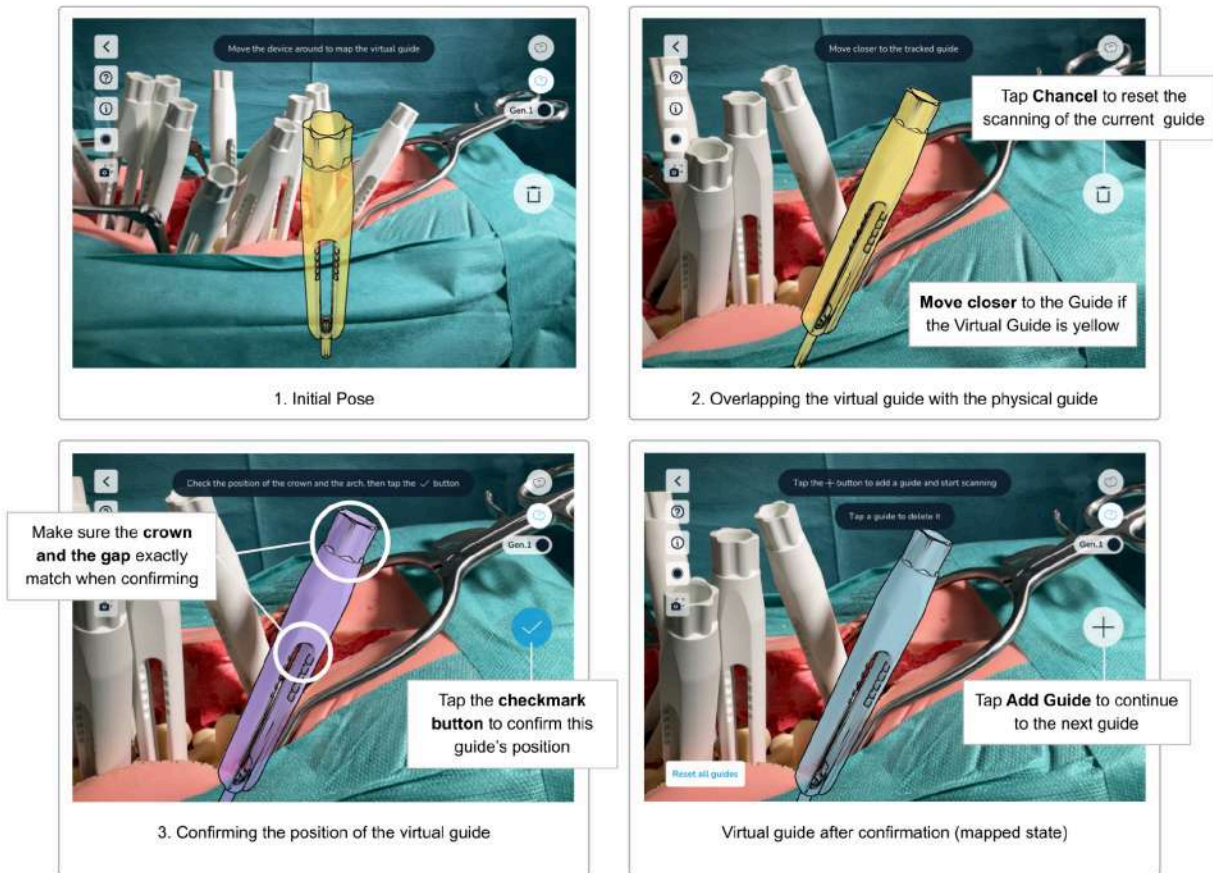 Move the device around to map the virtual guide
Gen.1
1. Initial Pose
Move closer to the tracked guide
Tap Chancel to reset the
scanning of the current guide
Move closer to the Guide if
the Virtual Guide is yellow
2. Overlapping the virtual guide with the physical guide
Check the position of the crown and the arch, then tap the ✓ button
Gen.1
Make sure the crown
and the gap exactly
match when confirming
Tap the checkmark
button to confirm this
guide's position
3. Confirming the position of the virtual guide
Tap the + button to add a guide and start scanning
Tap a guide to delete it
Gen.1
Tap Add Guide to continue
to the next guide
Reset all guides
Virtual guide after confirmation (mapped state)